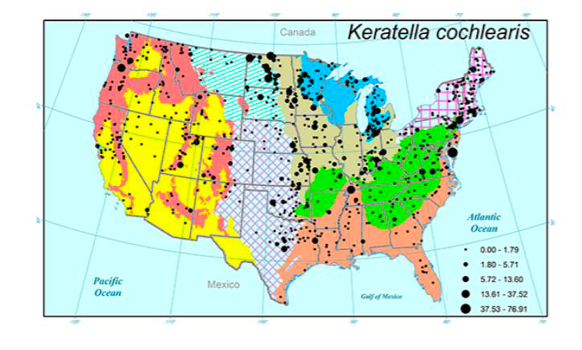 Canada
Keratella cochlearis
Atlantic
Ocean
0.00 - 1.79
1.80 - 5.71
5.72 - 13.60
13.61 - 37.52
37.53 - 76.91
Pacific
Ocean
Mexico
Gulf of Mexico